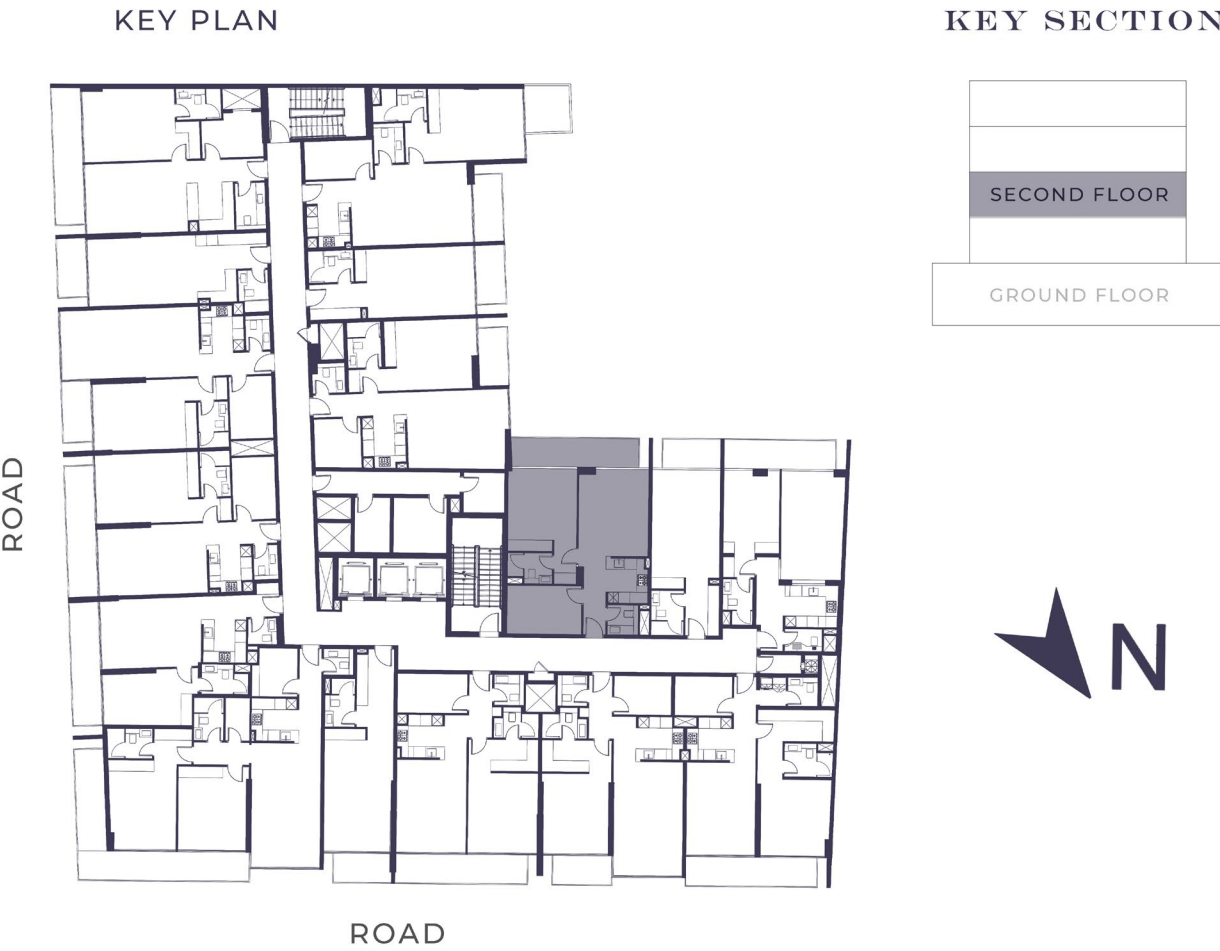 KEY PLAN
KEY SECTION
SECOND FLOOR
GROUND FLOOR
ROAD
N
ROAD